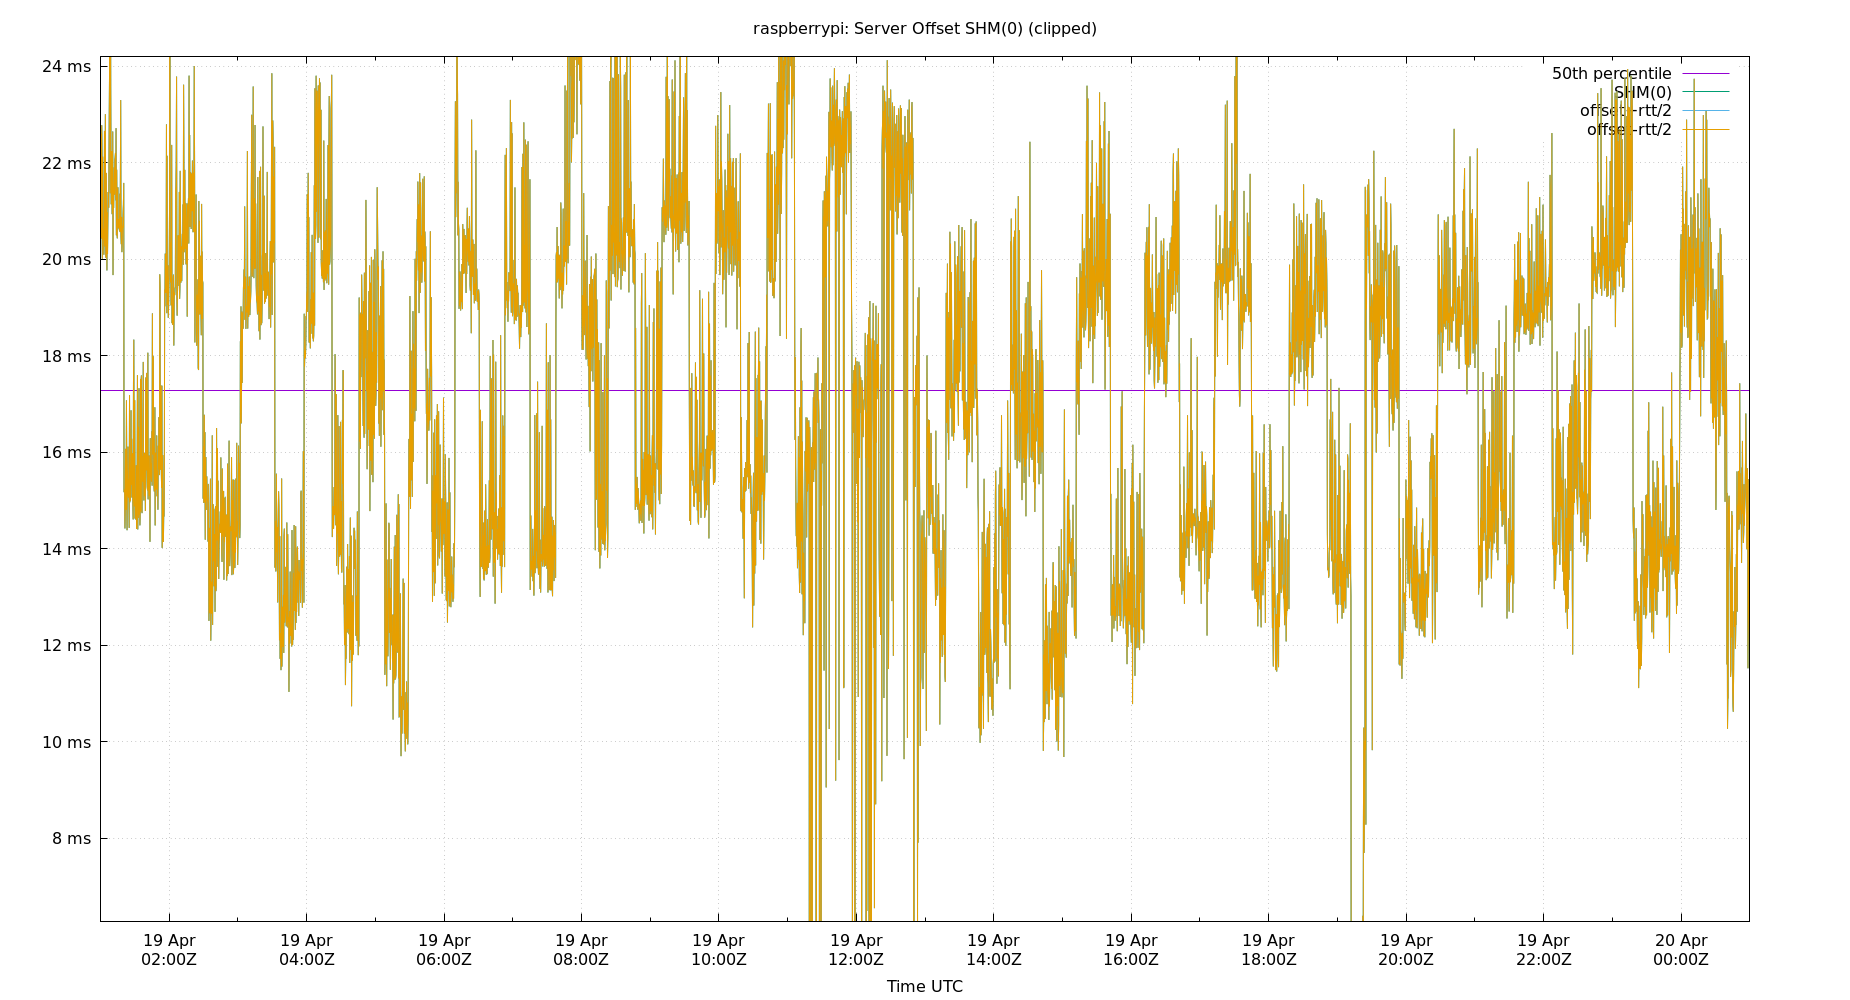 raspberrypi: Server Offset SHM(0) (clipped)
24 ms
22 ms
20 ms
18 ms
16 ms
14 ms
12 ms
10 ms
8 ms
50th percentile
SHM(0)
offset-rtt/2
offset-rtt/2
19 Apr 19 Apr 19 Apr 19 Apr 19 Apr 19 Apr 19 Apr 19 Apr 19 Apr 19 Apr 19 Apr 20 Apr
02:00Z 04:00Z 06:00Z 08:00Z 10:00Z 12:00Z 14:00Z 16:00Z 18:00Z 20:00Z 22:00Z 00:00Z
Time UTC